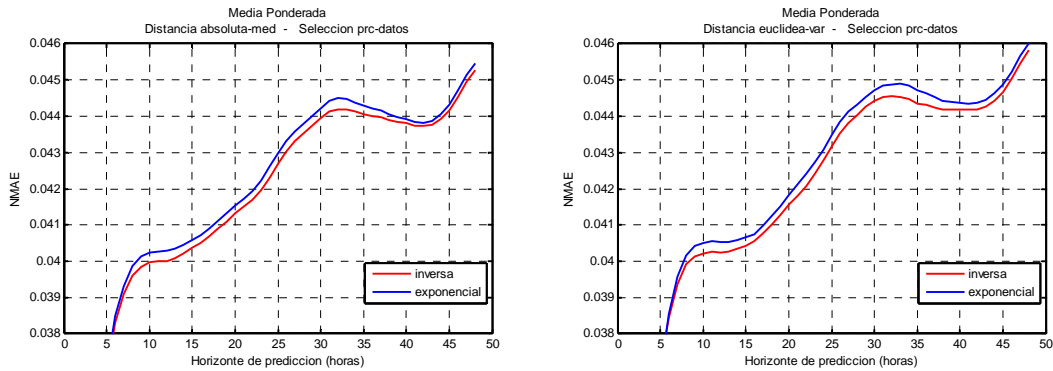 Media Ponderada
Distancia absoluta-med - Seleccion prc-datos
0.046
0.045
0.044
0.043
0.042
0.041
0.04
0.039
0.038
NMAE
0 5 10 15 20 25 30 35 40 45 50
Horizonte de prediccion (horas)
inversa
exponencial
Media Ponderada
Distancia euclidea-var - Seleccion prc-datos
0.046
0.045
0.044
0.043
0.042
0.041
0.04
0.039
0.038
NMAE
0 5 10 15 20 25 30 35 40 45 50
Horizonte de prediccion (horas)
inversa
exponencial